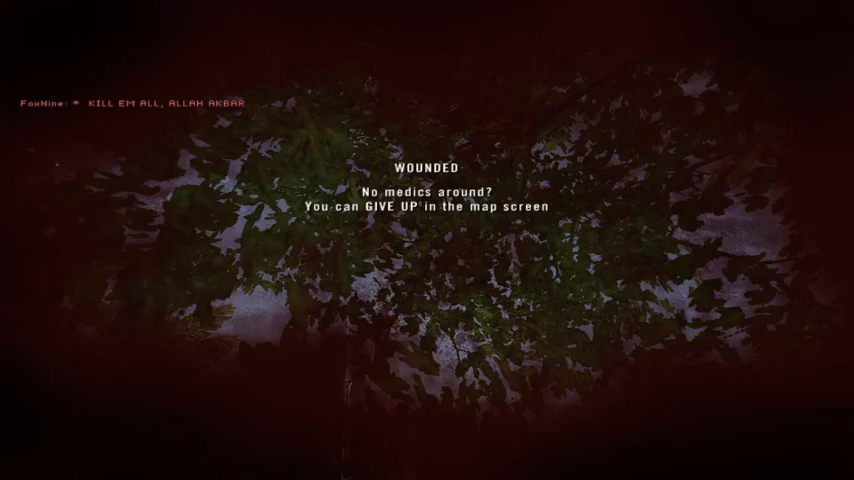 FoxNine: * KILL EM ALL, ALLAH AKBAR
WOUNDED
No medics around?
You can GIVE UP in the map screen